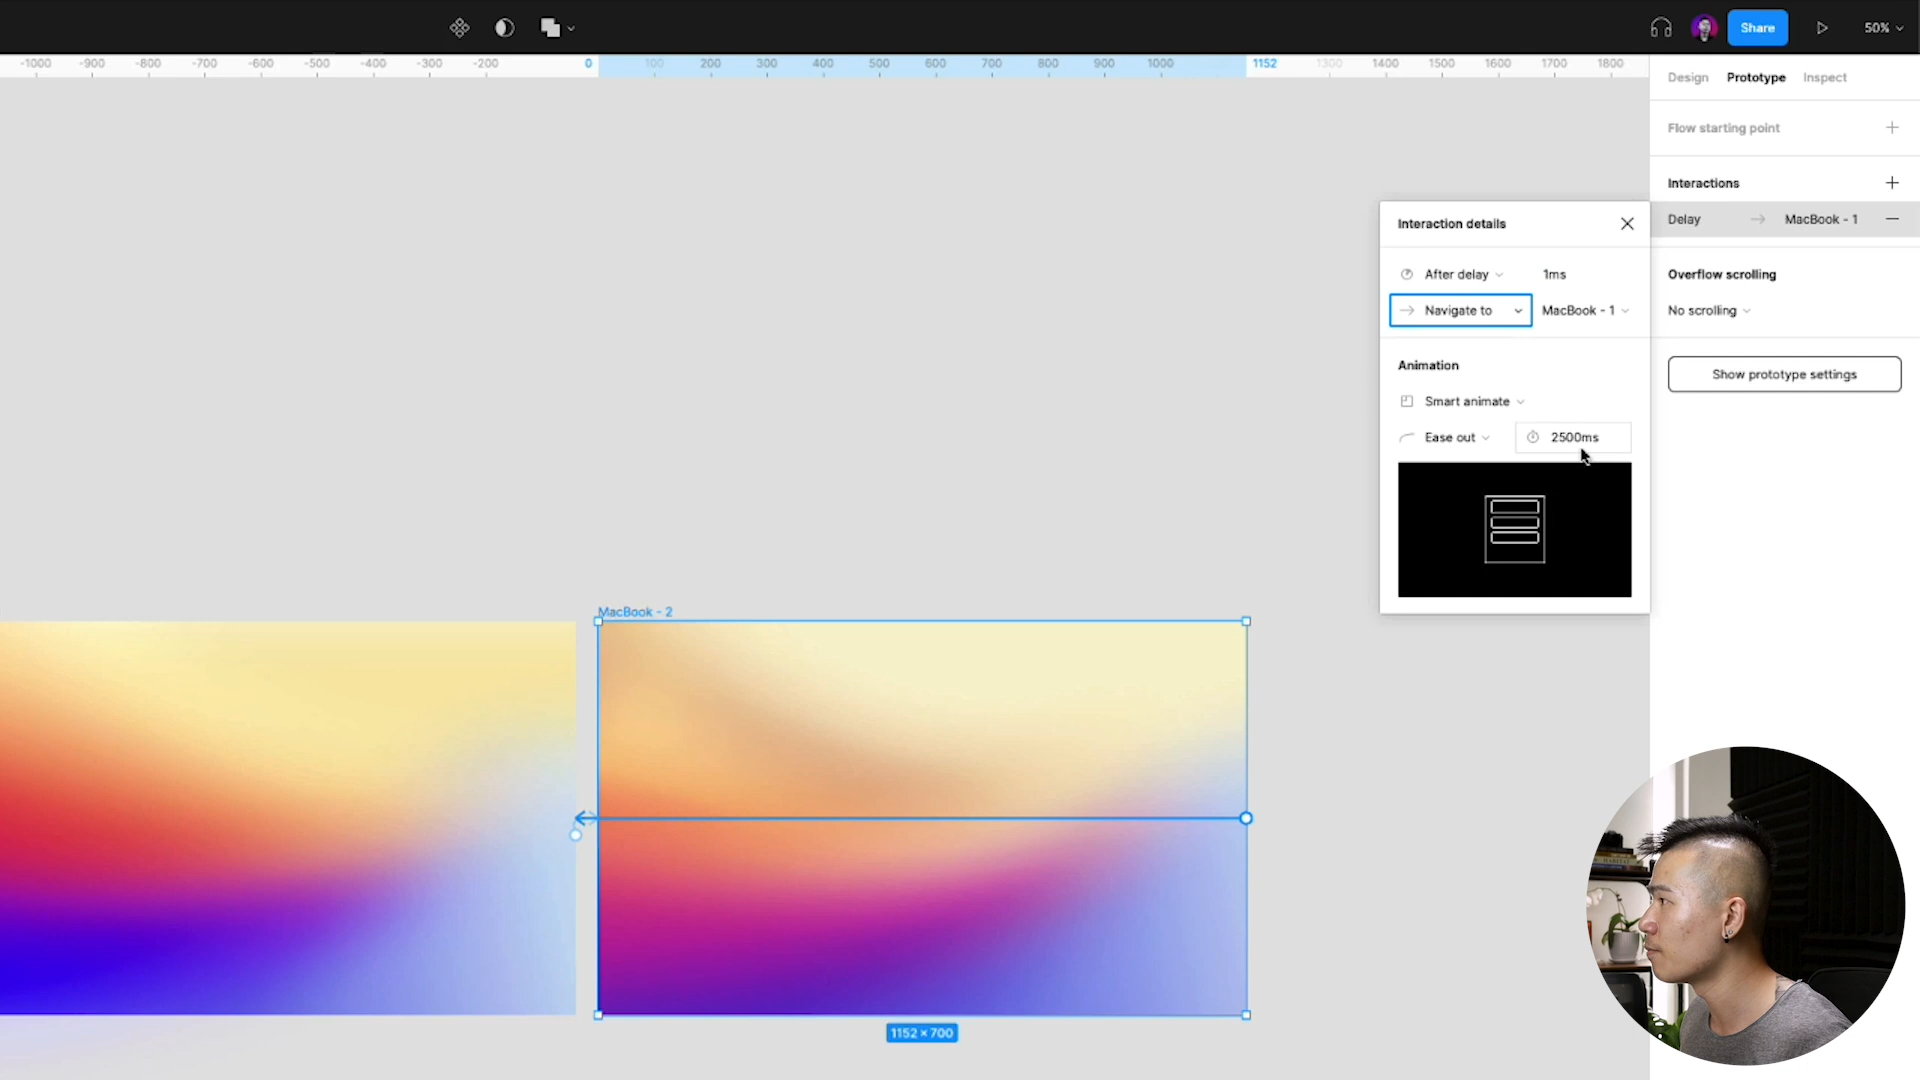 Share
50%
-1000 -900 -800 -700 -600 -500 -400 -300 -200 0 100 200 300 400 500 600 700 800 900 1000 1152 1300 1400 1500 1600 1700 1800
Design Prototype Inspect
Flow starting point
Interactions
Delay MacBook - 1
Overflow scrolling
No scrolling
Show prototype settings
Interaction details
After delay 1ms
Navigate to MacBook - 1
Animation
Smart animate
Ease out 2500ms
MacBook - 2
1152 × 700